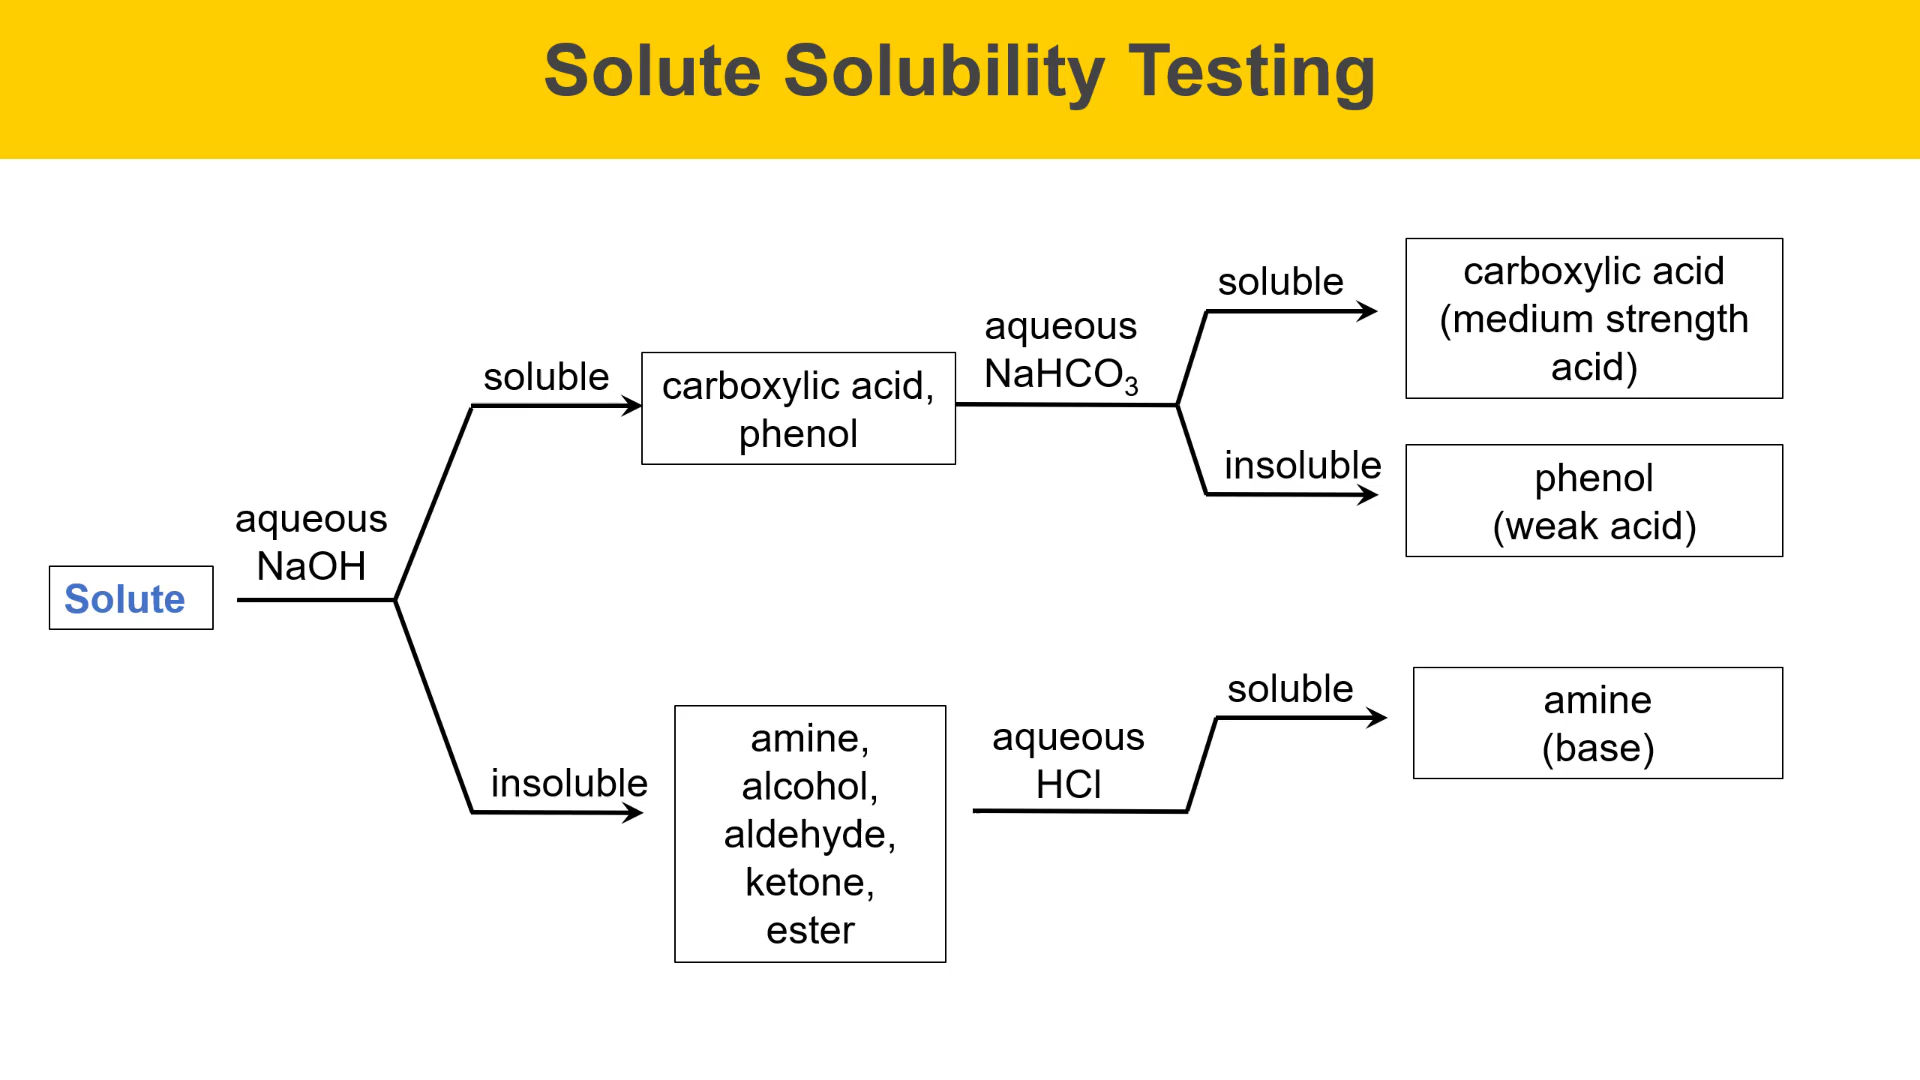 Solute Solubility Testing
Solute
aqueous
NaOH
soluble
carboxylic acid,
phenol
aqueous
NaHCO₃
soluble
carboxylic acid
(medium strength
acid)
insoluble
phenol
(weak acid)
insoluble
amine,
alcohol,
aldehyde,
ketone,
ester
aqueous
HCl
soluble
amine
(base)